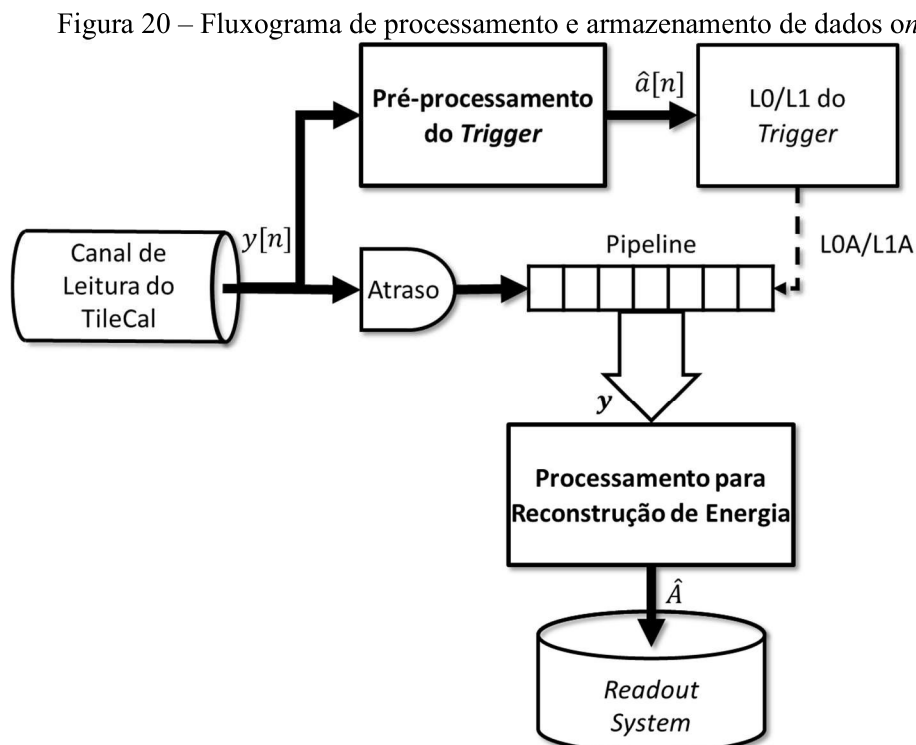 Figura 20 – Fluxograma de processamento e armazenamento de dados on
Pré-processamento
do Trigger
â[n]
L0/L1 do
Trigger
y[n]
Canal de
Leitura do
TileCal
Atraso
Pipeline
L0A/L1A
y
Processamento para
Reconstrução de Energia
Â
Readout
System